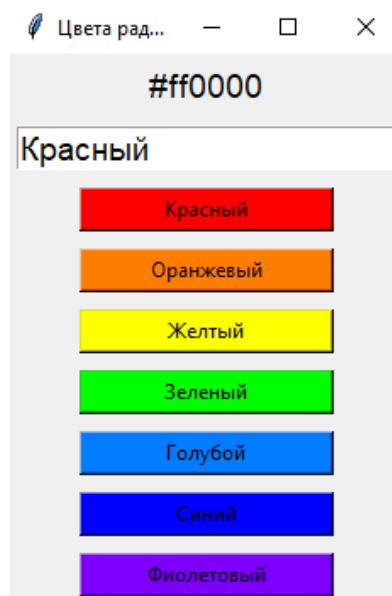 Цвета рад...
#ff0000
Красный
Красный
Оранжевый
Желтый
Зеленый
Голубой
Синий
Фиолетовый